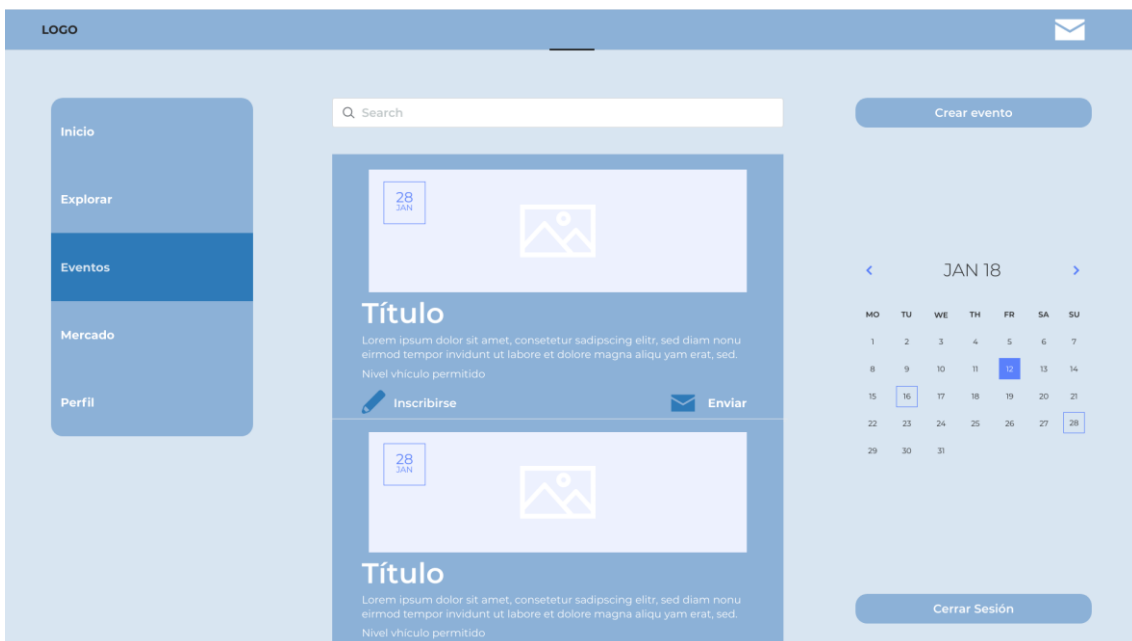 LOGO
Inicio
Explorar
Eventos
Mercado
Perfil
Search
28
JAN
Título
Lorem ipsum dolor sit amet, consetetur sadipscing elitr, sed diam nonu
eirmod tempor invidunt ut labore et dolore magna aliqu yam erat, sed.
Nivel vhiculo permitido
Inscribirse
Enviar
28
JAN
Título
Lorem ipsum dolor sit amet, consetetur sadipscing elitr, sed diam nonu
eirmod tempor invidunt ut labore et dolore magna aliqu yam erat, sed.
Nivel vhiculo permitido
Crear evento
JAN 18
MO TU WE TH FR SA SU
1 2 3 4 5 6 7
8 9 10 11 12 13 14
15 16 17 18 19 20 21
22 23 24 25 26 27 28
29 30 31
Cerrar Sesión